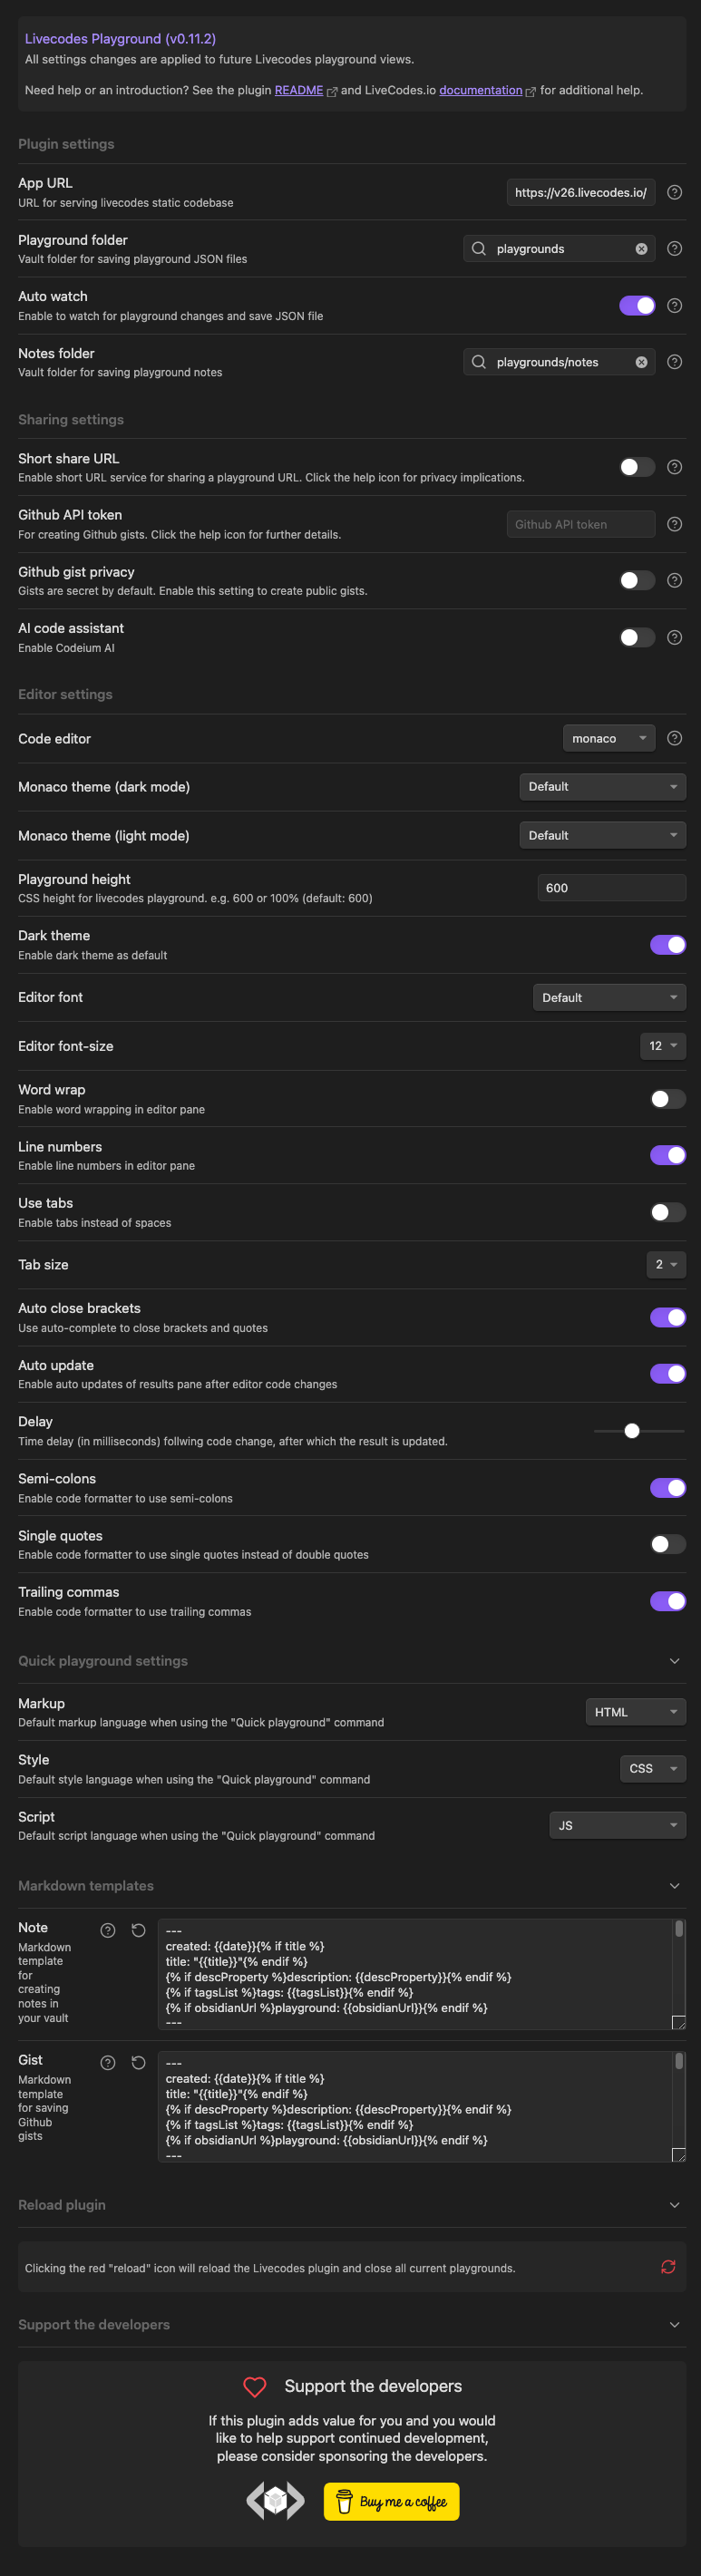 Livecodes Playground (v0.11.2)
All settings changes are applied to future Livecodes playground views.
Need help or an introduction? See the plugin README and LiveCodes.io documentation for additional help.
Plugin settings
App URL
URL for serving livecodes static codebase
https://v26.livecodes.io/
Playground folder
Vault folder for saving playground JSON files
playgrounds
Auto watch
Enable to watch for playground changes and save JSON file
Notes folder
Vault folder for saving playground notes
playgrounds/notes
Sharing settings
Short share URL
Enable short URL service for sharing a playground URL. Click the help icon for privacy implications.
Github API token
For creating Github gists. Click the help icon for further details.
Github API token
Github gist privacy
Gists are secret by default. Enable this setting to create public gists.
AI code assistant
Enable Codeium AI
Editor settings
Code editor
monaco
Monaco theme (dark mode)
Default
Monaco theme (light mode)
Default
Playground height
CSS height for livecodes playground. e.g. 600 or 100% (default: 600)
600
Dark theme
Enable dark theme as default
Editor font
Default
Editor font-size
12
Word wrap
Enable word wrapping in editor pane
Line numbers
Enable line numbers in editor pane
Use tabs
Enable tabs instead of spaces
Tab size
2
Auto close brackets
Use auto-complete to close brackets and quotes
Auto update
Enable auto updates of results pane after editor code changes
Delay
Time delay (in milliseconds) follwing code change, after which the result is updated.
Semi-colons
Enable code formatter to use semi-colons
Single quotes
Enable code formatter to use single quotes instead of double quotes
Trailing commas
Enable code formatter to use trailing commas
Quick playground settings
Markup
Default markup language when using the "Quick playground" command
HTML
Style
Default style language when using the "Quick playground" command
CSS
Script
Default script language when using the "Quick playground" command
JS
Markdown templates
Note
Markdown
template
for
creating
notes in
your vault
---
created: {{date}}{% if title %}
title: "{{title}}"{% endif %}
{% if descProperty %}description: {{descProperty}}{% endif %}
{% if tagsList %}tags: {{tagsList}}{% endif %}
{% if obsidianUrl %}playground: {{obsidianUrl}}{% endif %}
---
Gist
Markdown
template
for saving
Github
gists
---
created: {{date}}{% if title %}
title: "{{title}}"{% endif %}
{% if descProperty %}description: {{descProperty}}{% endif %}
{% if tagsList %}tags: {{tagsList}}{% endif %}
{% if obsidianUrl %}playground: {{obsidianUrl}}{% endif %}
---
Reload plugin
Clicking the red "reload" icon will reload the Livecodes plugin and close all current playgrounds.
Support the developers
Support the developers
If this plugin adds value for you and you would
like to help support continued development,
please consider sponsoring the developers.
Buy me a coffee